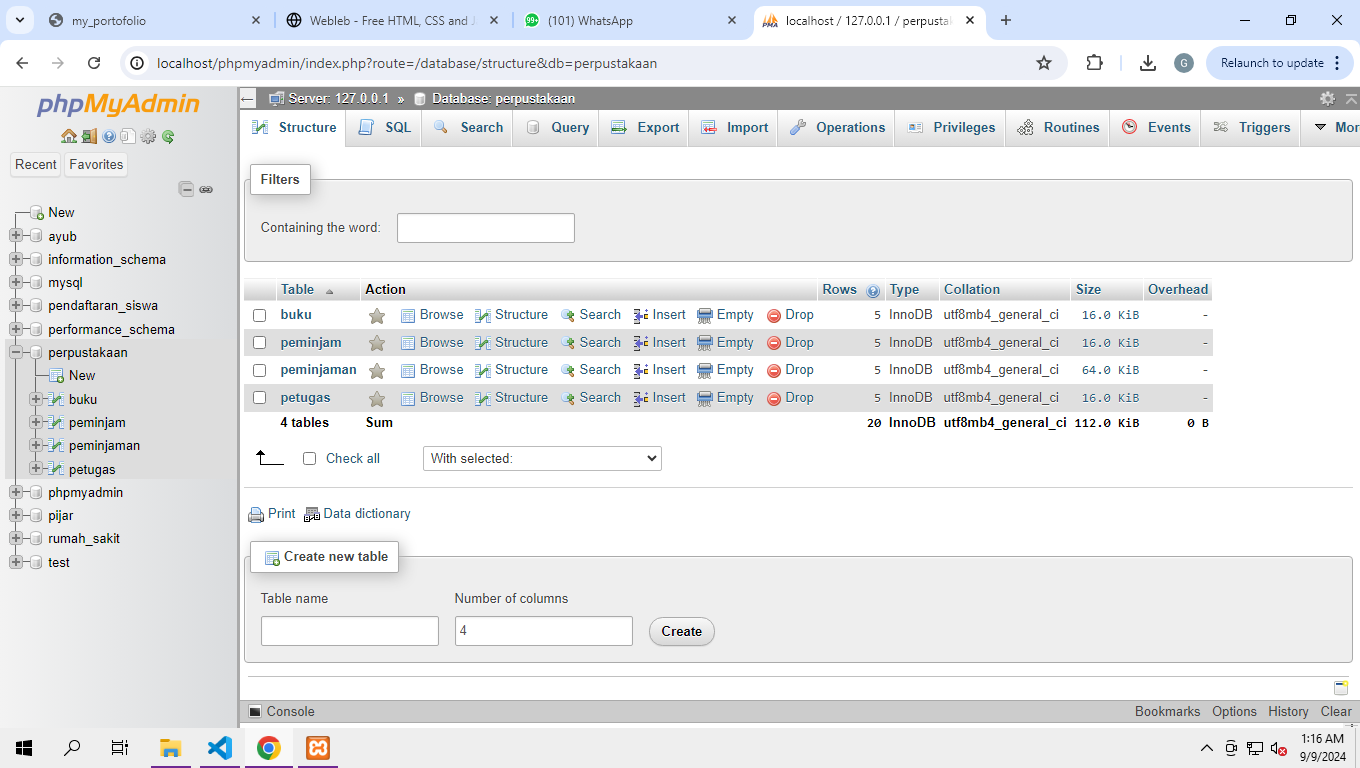 my_portofolio
Webleb - Free HTML, CSS and J
(101) WhatsApp
localhost / 127.0.0.1 / perpustak
localhost/phpmyadmin/index.php?route=/database/structure&db=perpustakaan
G
Relaunch to update
phpMyAdmin
Recent
Favorites
New
ayub
information_schema
mysql
pendaftaran_siswa
performance_schema
perpustakaan
New
buku
peminjam
peminjaman
petugas
phpmyadmin
pijar
rumah_sakit
test
Server: 127.0.0.1 » Database: perpustakaan
Structure SQL Search Query Export Import Operations Privileges Routines Events Triggers Mor
Filters
Containing the word:
Table Action Rows Type Collation Size Overhead
buku Browse Structure Search Insert Empty Drop 5 InnoDB utf8mb4_general_ci 16.0 KiB -
peminjam Browse Structure Search Insert Empty Drop 5 InnoDB utf8mb4_general_ci 16.0 KiB -
peminjaman Browse Structure Search Insert Empty Drop 5 InnoDB utf8mb4_general_ci 64.0 KiB -
petugas Browse Structure Search Insert Empty Drop 5 InnoDB utf8mb4_general_ci 16.0 KiB -
4 tables Sum 20 InnoDB utf8mb4_general_ci 112.0 KiB 0 B
Check all With selected:
Print Data dictionary
Create new table
Table name Number of columns
4 Create
Console Bookmarks Options History Clear
1:16 AM
9/9/2024